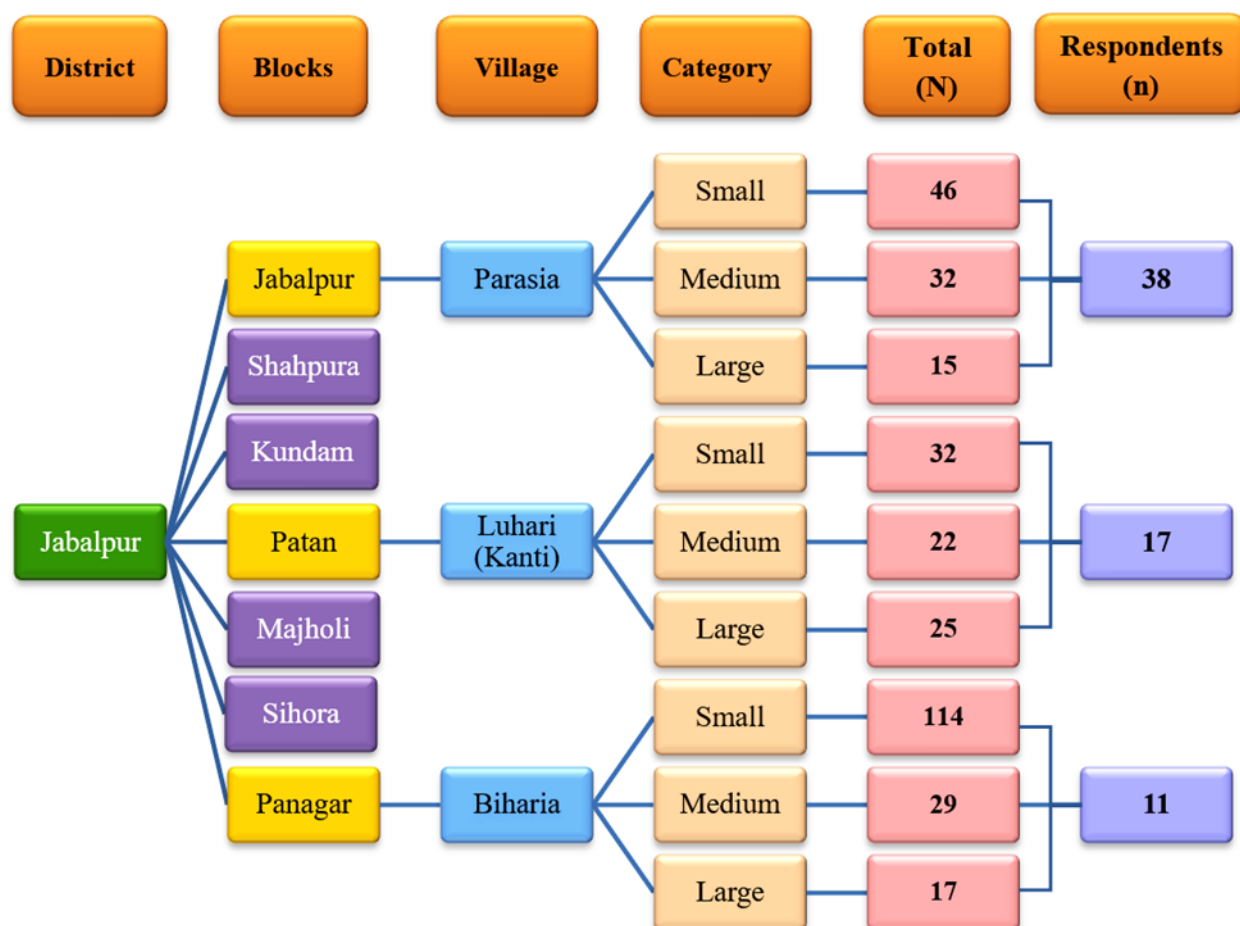 District
Blocks
Village
Category
Total
(N)
Respondents
(n)
Small
46
Jabalpur
Parasia
Medium
32
38
Shahpura
Large
15
Kundam
Small
32
Jabalpur
Patan
Luhari
(Kanti)
Medium
22
17
Majholi
Large
25
Sihora
Small
114
Panagar
Biharia
Medium
29
11
Large
17